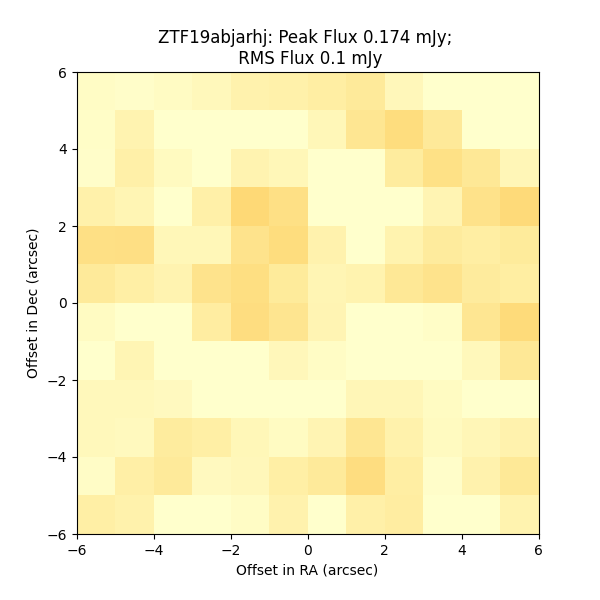 ZTF19abjarhj: Peak Flux 0.174 mJy;
RMS Flux 0.1 mJy
6
4
2
0
−2
−4
−6
Offset in Dec (arcsec)
−6 −4 −2 0 2 4 6
Offset in RA (arcsec)